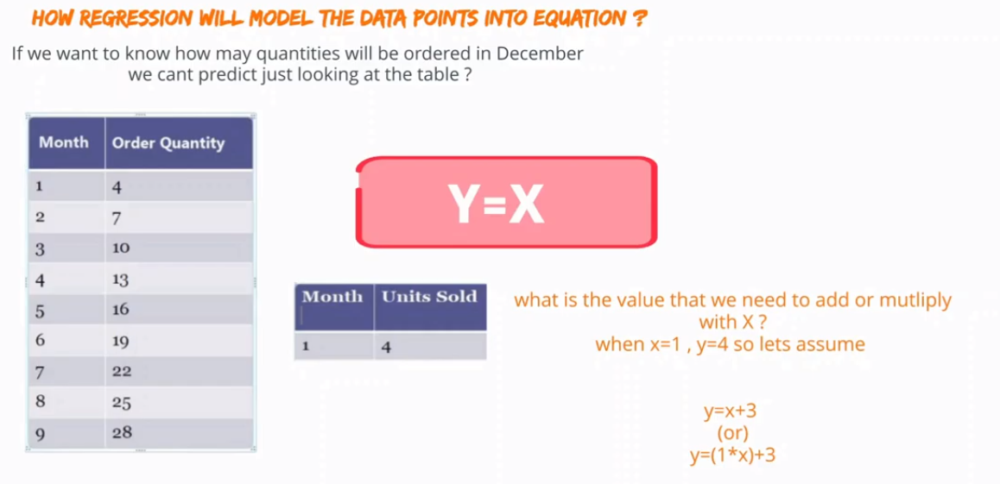 HOW REGRESSION WILL MODEL THE DATA POINTS INTO EQUATION ?
If we want to know how may quantities will be ordered in December
we cant predict just looking at the table ?
Month Order Quantity
1 4
2 7
3 10
4 13
5 16
6 19
7 22
8 25
9 28
Y=X
Month Units Sold
1 4
what is the value that we need to add or mutliply
with X ?
when x=1 , y=4 so lets assume
y=x+3
(or)
y=(1*x)+3